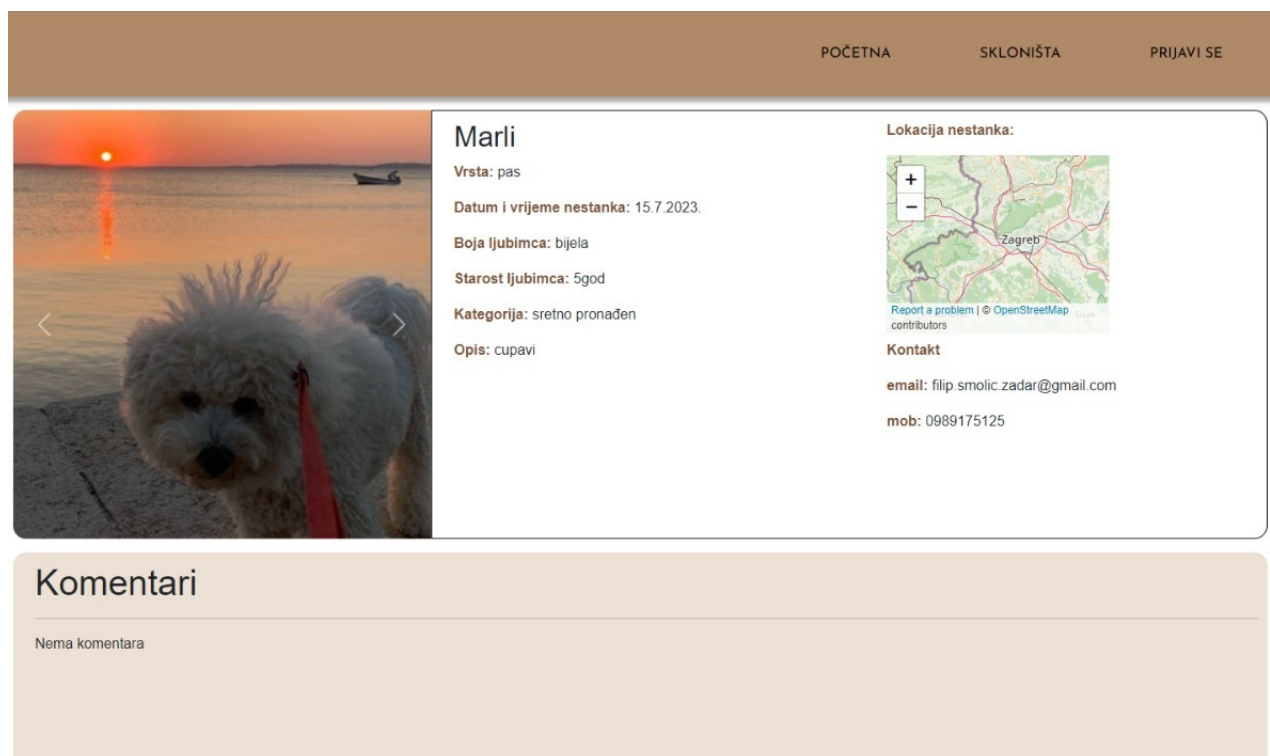 POČETNA SKLONIŠTA PRIJAVI SE
Marli
Vrsta: pas
Datum i vrijeme nestanka: 15.7.2023.
Boja ljubimca: bijela
Starost ljubimca: 5god
Kategorija: sretno pronađen
Opis: cupavi
Lokacija nestanka:
+
−
Zagreb
Report a problem | © OpenStreetMap
contributors
Kontakt
email: filip.smolic.zadar@gmail.com
mob: 0989175125
Komentari
Nema komentara